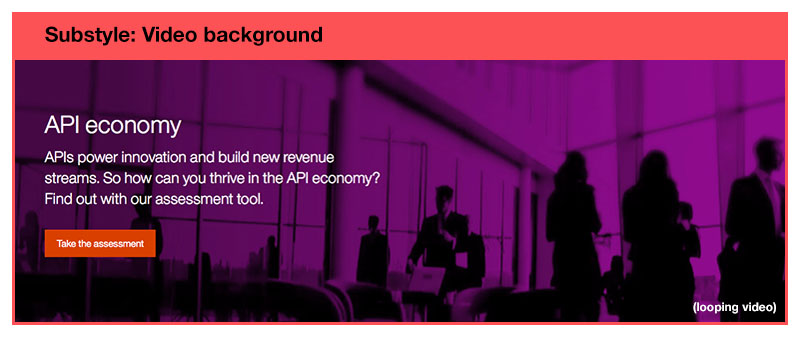 Substyle: Video background
API economy
APIs power innovation and build new revenue
streams. So how can you thrive in the API economy?
Find out with our assessment tool.
Take the assessment
(looping video)